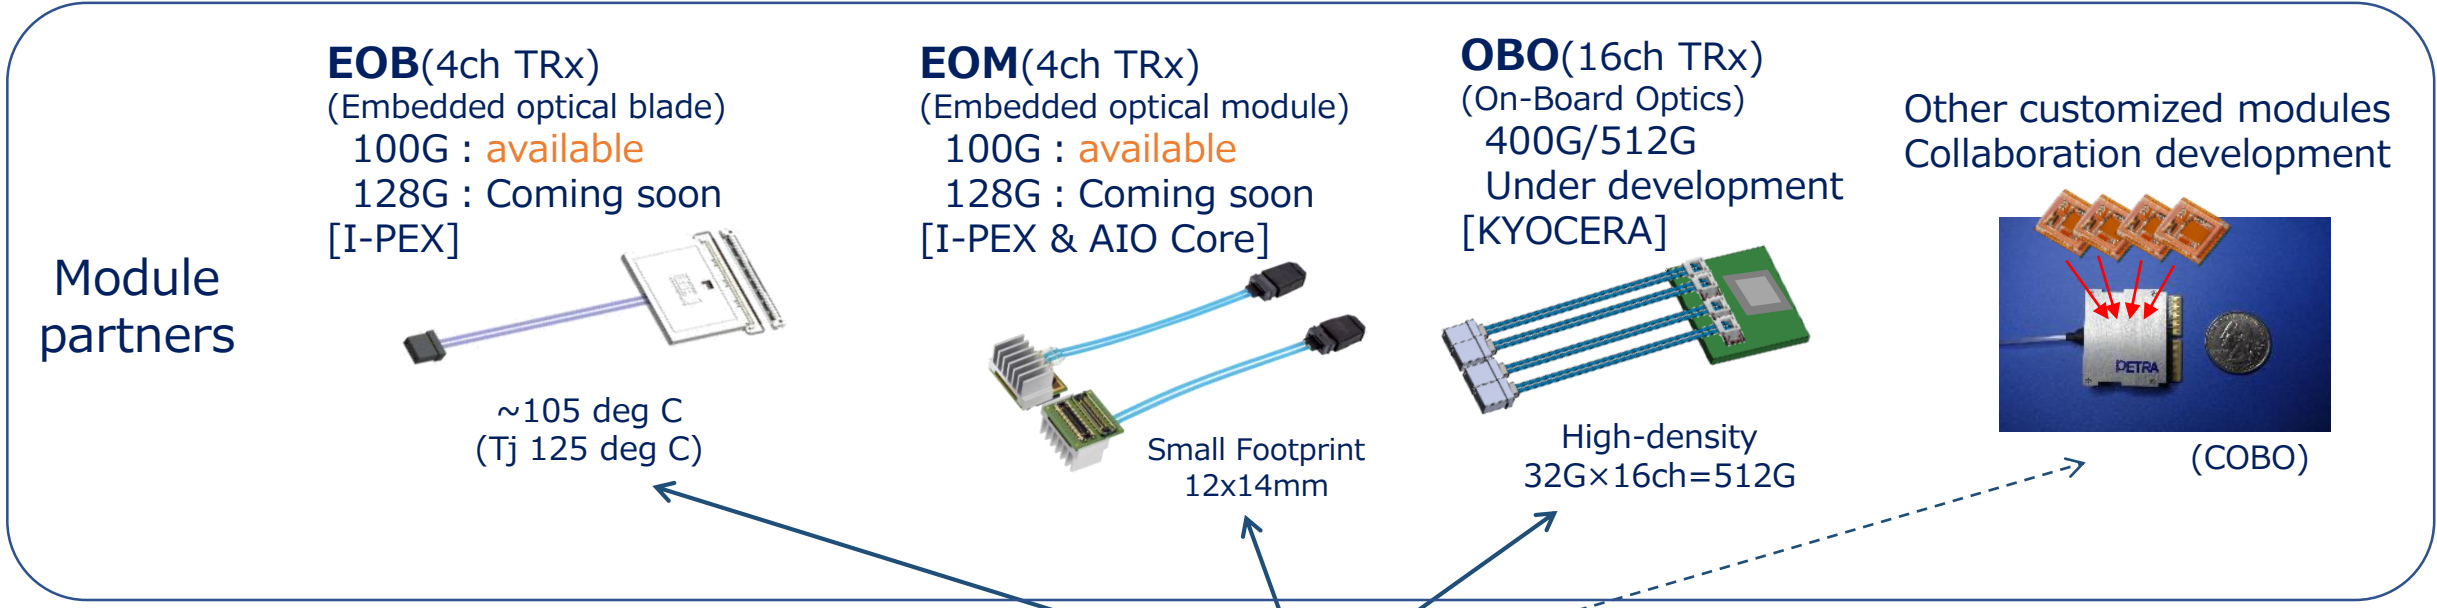 Module
partners
EOB(4ch TRx)
(Embedded optical blade)
100G : available
128G : Coming soon
[I-PEX]
~105 deg C
(Tj 125 deg C)
EOM(4ch TRx)
(Embedded optical module)
100G : available
128G : Coming soon
[I-PEX & AIO Core]
Small Footprint
12x14mm
OBO(16ch TRx)
(On-Board Optics)
400G/512G
Under development
[KYOCERA]
High-density
32G×16ch=512G
Other customized modules
Collaboration development
PETRA
(COBO)